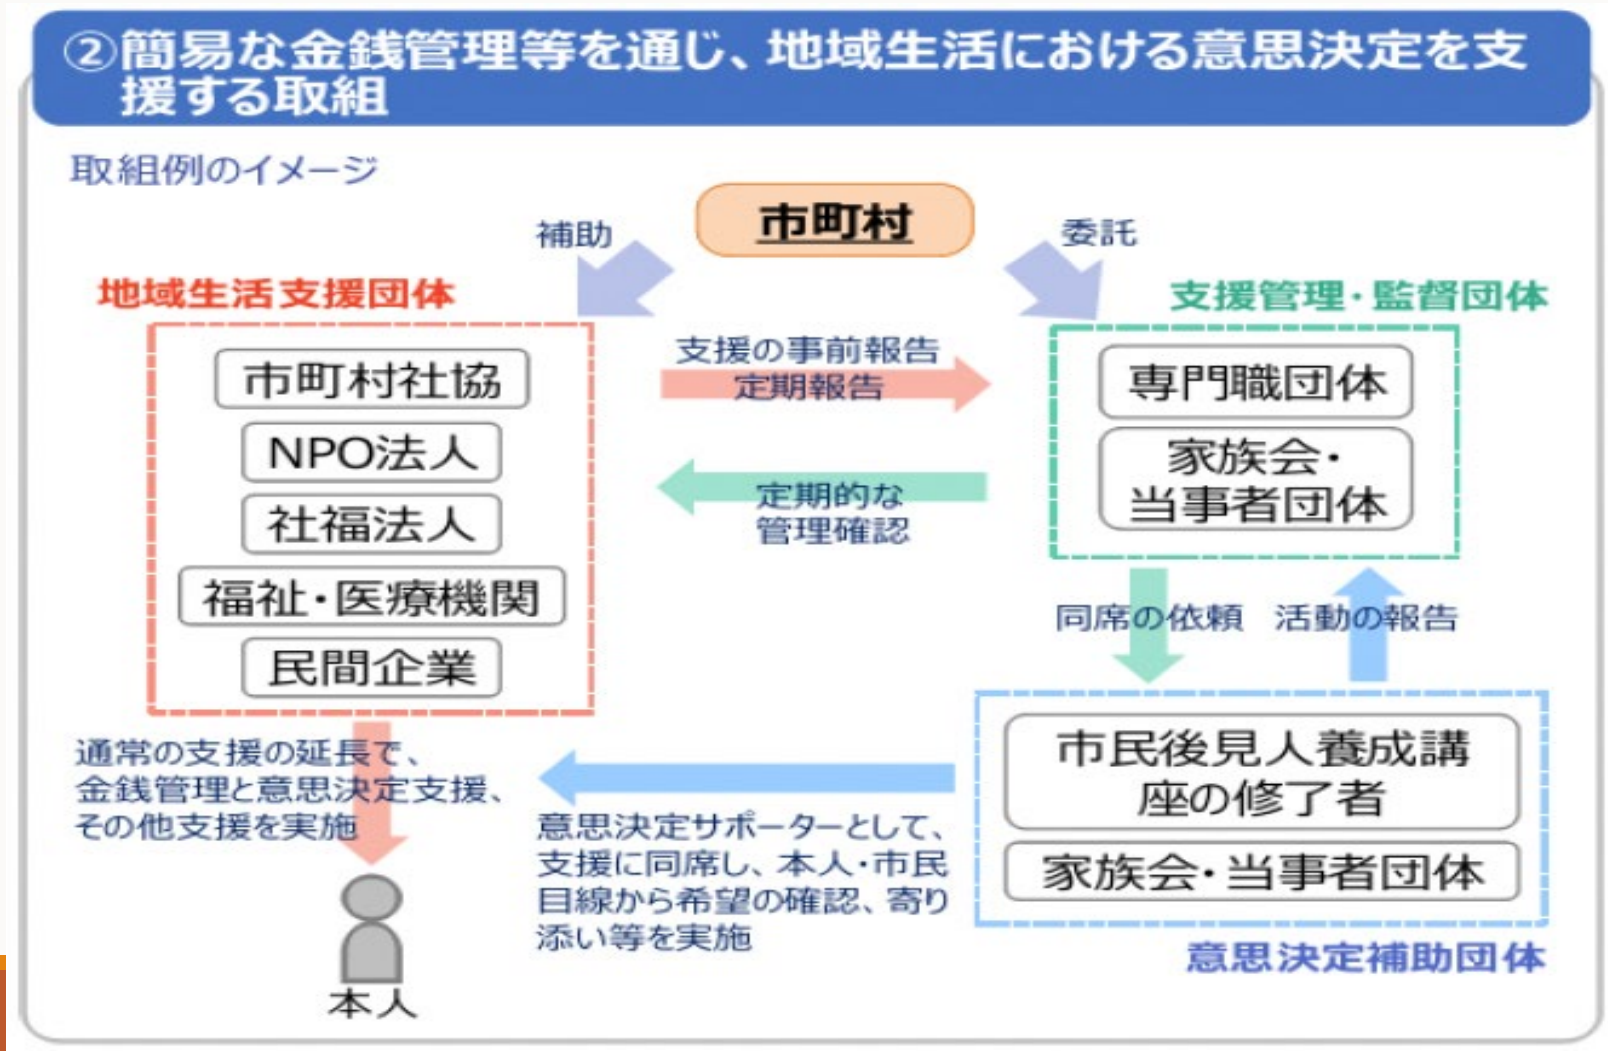 ②簡易な金銭管理等を通じ、地域生活における意思決定を支
援する取組
取組例のイメージ
市町村
補助
委託
地域生活支援団体
支援管理・監督団体
市町村社協
NPO法人
社福法人
福祉・医療機関
民間企業
支援の事前報告
定期報告
定期的な
管理確認
専門職団体
家族会・
当事者団体
同席の依頼
活動の報告
通常の支援の延長で、
金銭管理と意思決定支援、
その他支援を実施
意思決定サポーターとして、
支援に同席し、本人・市民
目線から希望の確認、寄り
添い等を実施
市民後見人養成講
座の修了者
家族会・当事者団体
意思決定補助団体
本人